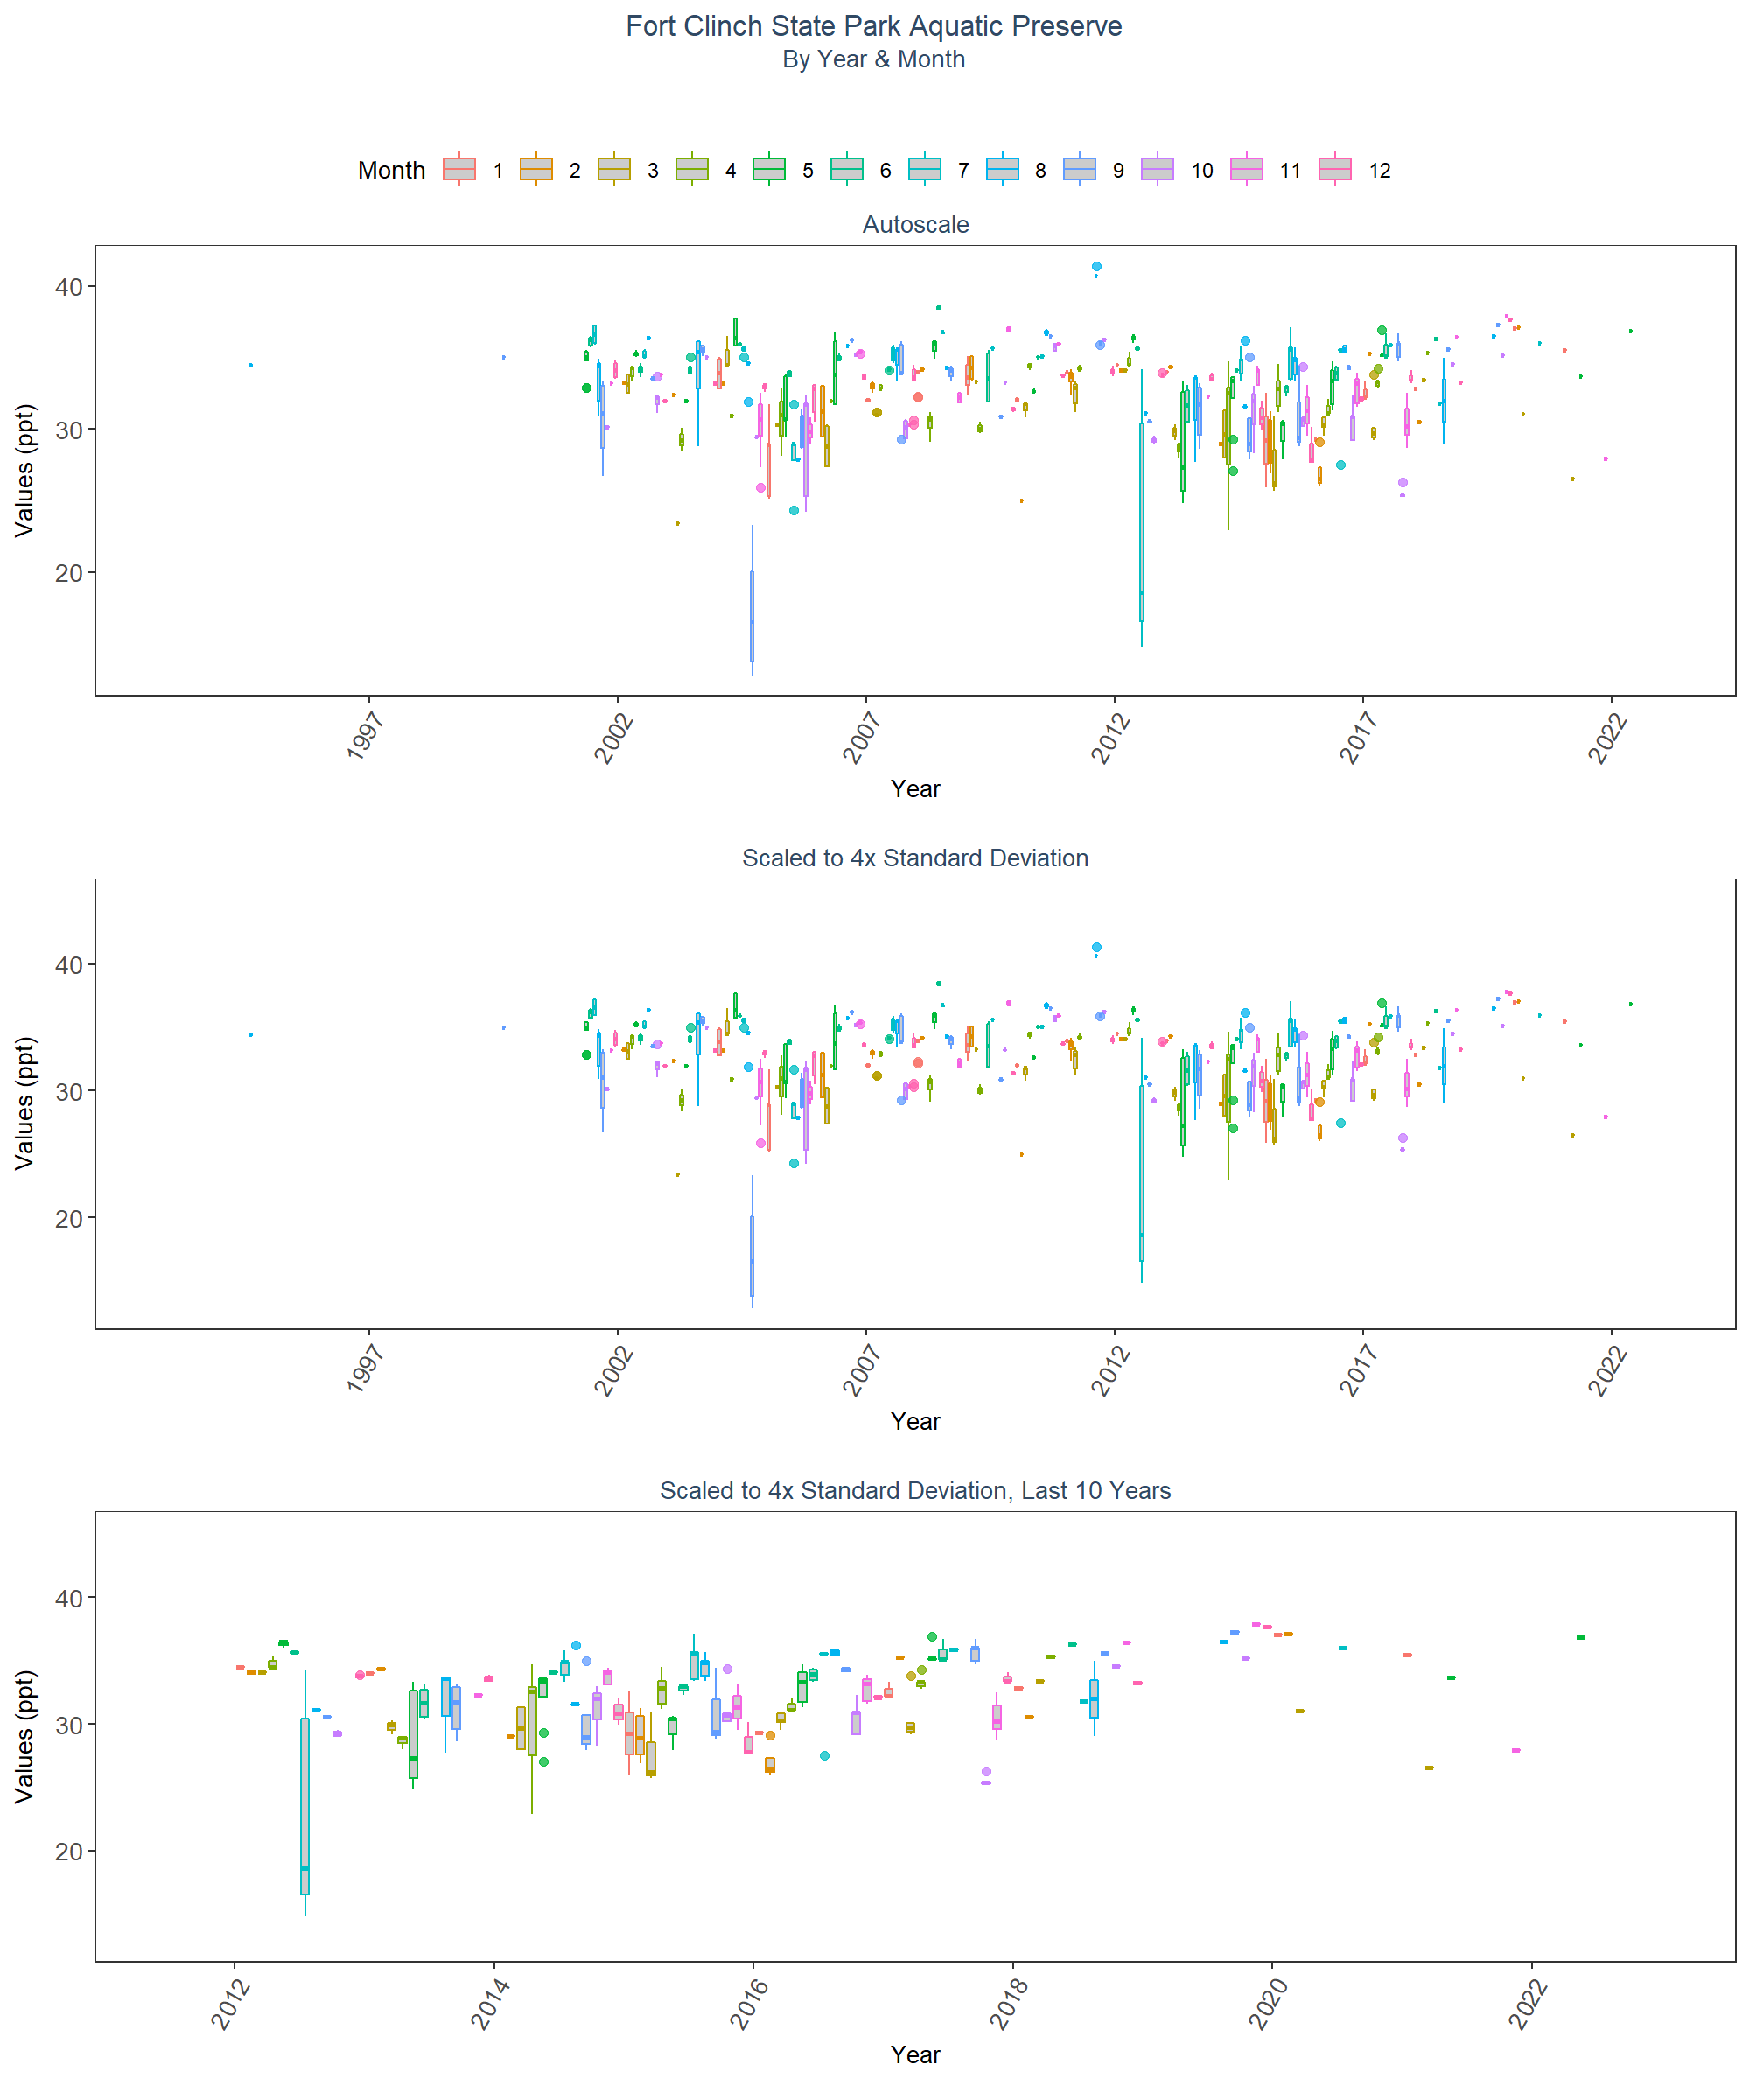 Fort Clinch State Park Aquatic Preserve
By Year & Month
Month 1 2 3 4 5 6 7 8 9 10 11 12
Autoscale
Values (ppt)
40
30
20
1997 2002 2007 2012 2017 2022
Year
Scaled to 4x Standard Deviation
Values (ppt)
40
30
20
1997 2002 2007 2012 2017 2022
Year
Scaled to 4x Standard Deviation, Last 10 Years
Values (ppt)
40
30
20
2012 2014 2016 2018 2020 2022
Year